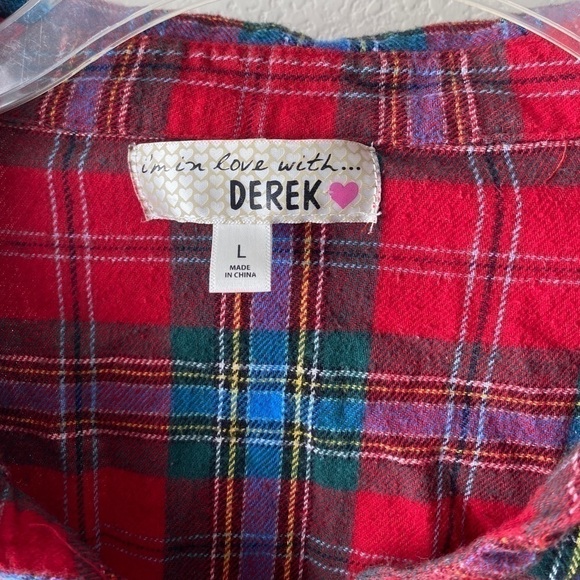 i'm in love with...
DEREK
L
MADE
IN CHINA